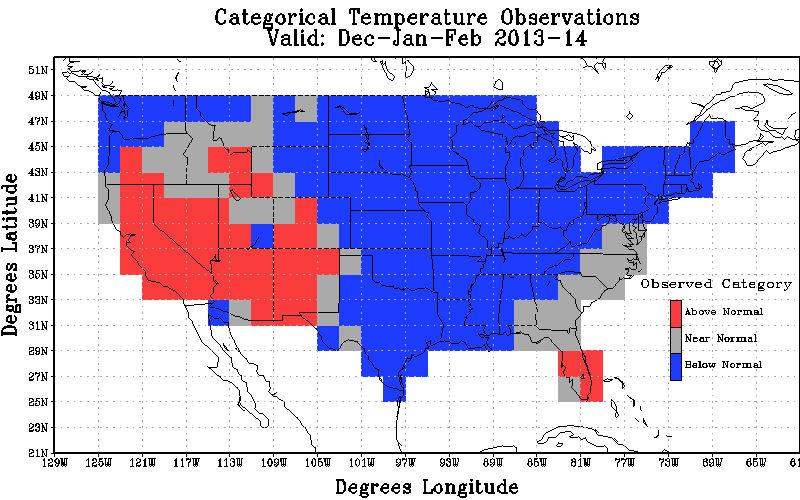 Categorical Temperature Observations
Valid: Dec-Jan-Feb 2013-14
51N
49N
47N
45N
43N
41N
39N
37N
35N
33N
31N
29N
27N
25N
23N
21N
Degrees Latitude
Observed Category
Above Normal
Near Normal
Below Normal
129W 125W 121W 117W 113W 109W 105W 101W 97W 93W 89W 85W 81W 77W 73W 69W 65W 61
Degrees Longitude